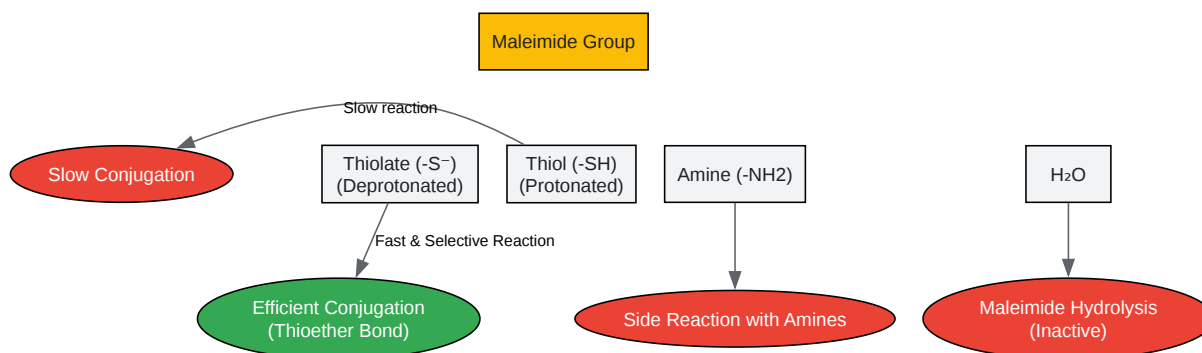 Maleimide Group
Slow reaction
Slow Conjugation
Thiolate (-S⁻)
(Deprotonated)
Thiol (-SH)
(Protonated)
Amine (-NH2)
H₂O
Fast & Selective Reaction
Efficient Conjugation
(Thioether Bond)
Side Reaction with Amines
Maleimide Hydrolysis
(Inactive)